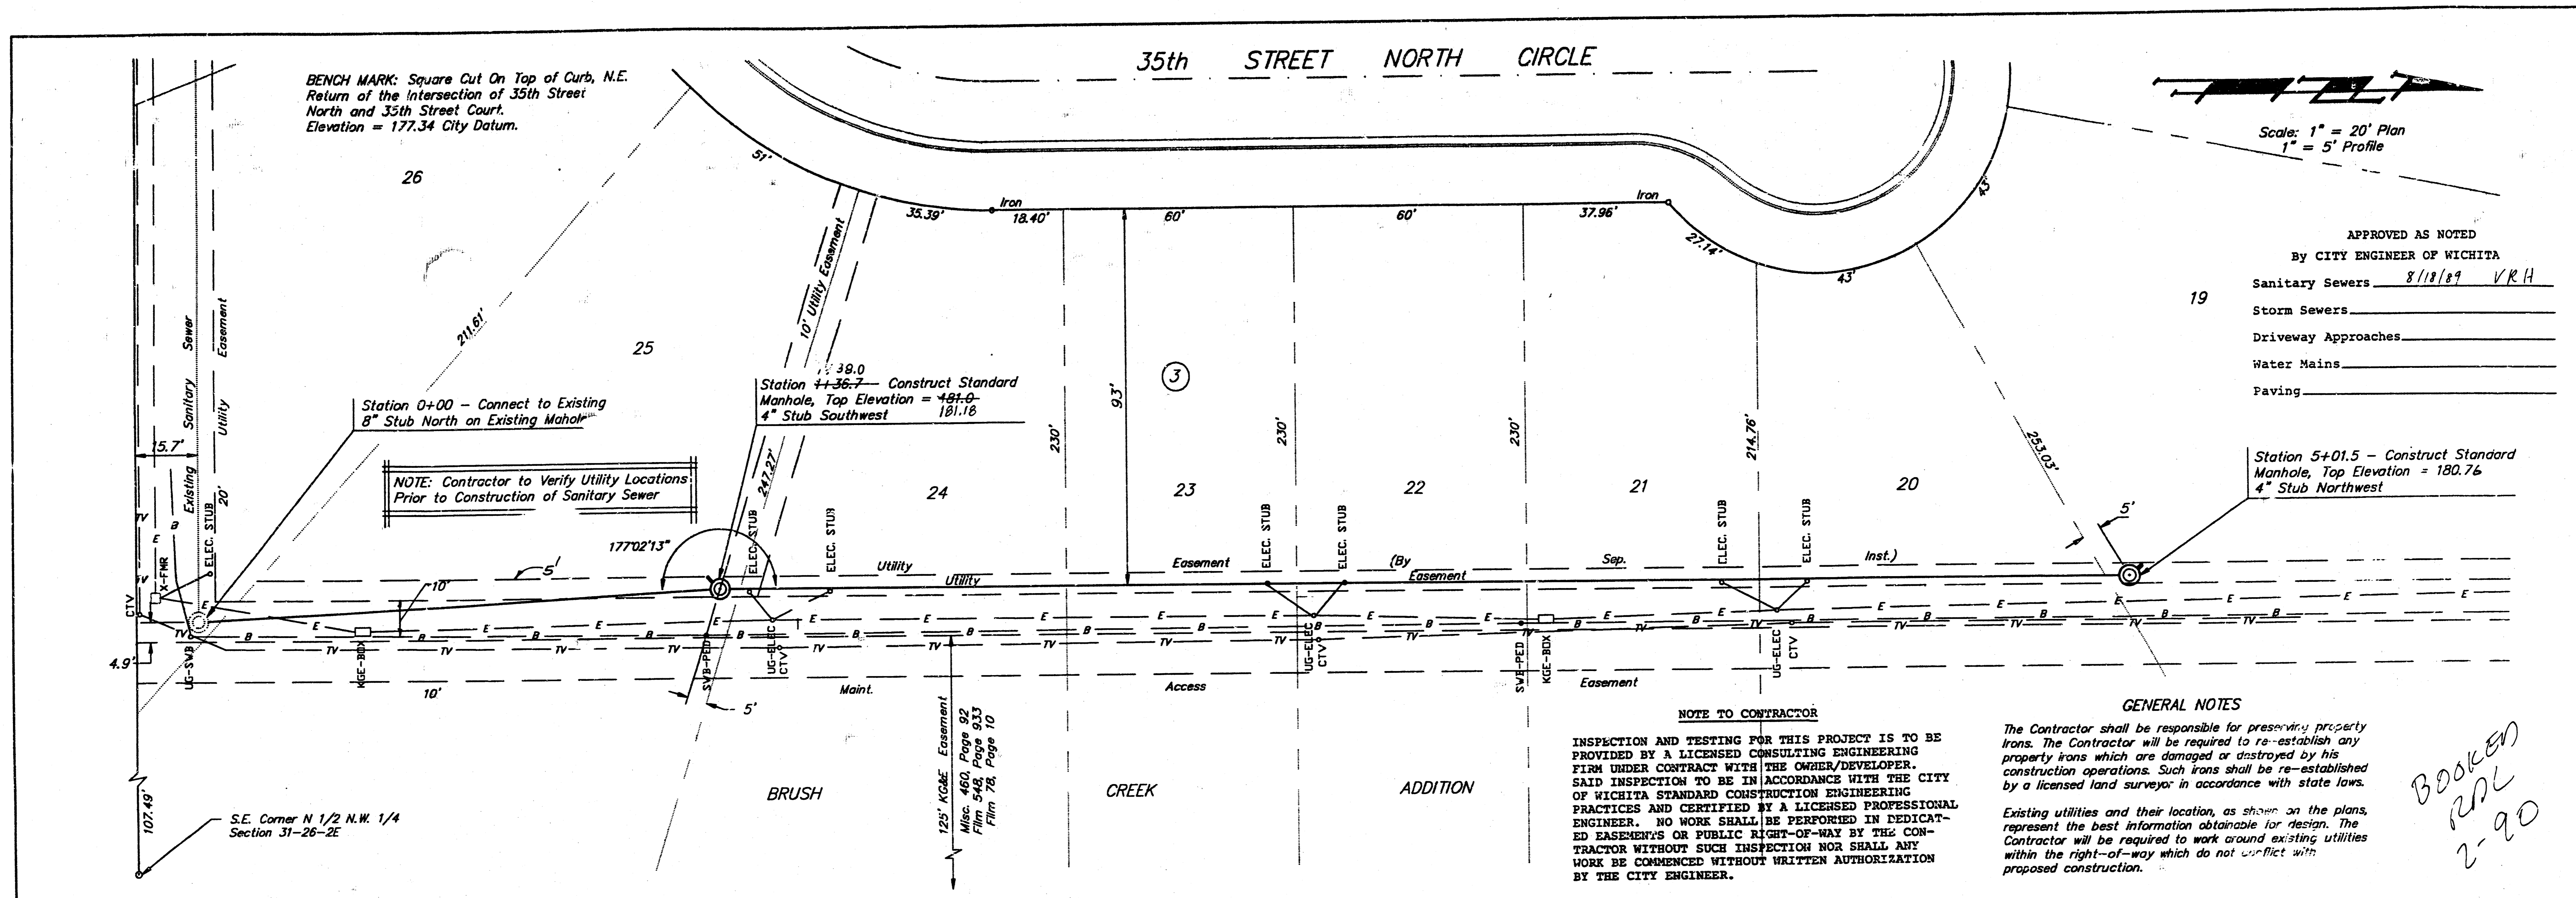 35th STREET NORTH CIRCLE
BENCH MARK: Square Cut On Top of Curb, N.E.
Return of the Intersection of 35th Street
North and 35th Street Court.
Elevation = 177.34 City Datum.
Scale: 1" = 20' Plan
1" = 5' Profile
26
51'
35.39'
Iron
18.40'
60'
60'
37.96'
Iron
27.14'
43'
43'
APPROVED AS NOTED
By CITY ENGINEER OF WICHITA
Sanitary Sewers 8/18/89 VRH
Storm Sewers
Driveway Approaches
Water Mains
Paving
19
10' Utility Easement
211.61'
25
Existing Sanitary Sewer
20' Utility Easement
38.0
Station 1+36.7 - Construct Standard
Manhole, Top Elevation = 481.0
4" Stub Southwest 181.18
3
93'
Station 0+00 - Connect to Existing
8" Stub North on Existing
15.7'
230'
230'
230'
214.76'
253.03'
247.27'
NOTE: Contractor to Verify Utility Locations
Prior to Construction of Sanitary Sewer
24
23
22
21
20
Station 5+01.5 - Construct Standard
Manhole, Top Elevation = 180.76
4" Stub Northwest
5'
177°02'13"
ELEC. STUB
ELEC. STUB
ELEC. STUB
ELEC. STUB
ELEC. STUB
ELEC. STUB
ELEC. STUB
X-FMR
CTV
5'
10'
Utility Easement (By Sep. Inst.)
Utility Easement
TV
TV
B
E
E E E E E E E E E E E E E E
B B B B B B B B B B B B B B
TV TV TV TV TV TV TV TV TV TV TV TV TV
4.9'
UG-SWB
KGE-BOX
SWB-PED
UG-ELEC
CTV
UG-ELEC
CTV
SWB-PED
KGE-BOX
UG-ELEC
CTV
10' Maint. Access Easement
5'
125' KG&E Easement
Misc. 460, Page 92
Film 548, Page 933
Film 78, Page 10
107.49'
S.E. Corner N 1/2 N.W. 1/4
Section 31-26-2E
BRUSH CREEK ADDITION
NOTE TO CONTRACTOR
INSPECTION AND TESTING FOR THIS PROJECT IS TO BE
PROVIDED BY A LICENSED CONSULTING ENGINEERING
FIRM UNDER CONTRACT WITH THE OWNER/DEVELOPER.
SAID INSPECTION TO BE IN ACCORDANCE WITH THE CITY
OF WICHITA STANDARD CONSTRUCTION ENGINEERING
PRACTICES AND CERTIFIED BY A LICENSED PROFESSIONAL
ENGINEER. NO WORK SHALL BE PERFORMED IN DEDICAT-
ED EASEMENTS OR PUBLIC RIGHT-OF-WAY BY THE CON-
TRACTOR WITHOUT SUCH INSPECTION NOR SHALL ANY
WORK BE COMMENCED WITHOUT WRITTEN AUTHORIZATION
BY THE CITY ENGINEER.
GENERAL NOTES
The Contractor shall be responsible for preserving property
Irons. The Contractor will be required to re-establish any
property irons which are damaged or destroyed by his
construction operations. Such irons shall be re-established
by a licensed land surveyor in accordance with state laws.
Existing utilities and their location, as shown on the plans,
represent the best information obtainable for design. The
Contractor will be required to work around existing utilities
within the right-of-way which do not conflict with
proposed construction.
BOOKED
RDL
2-90